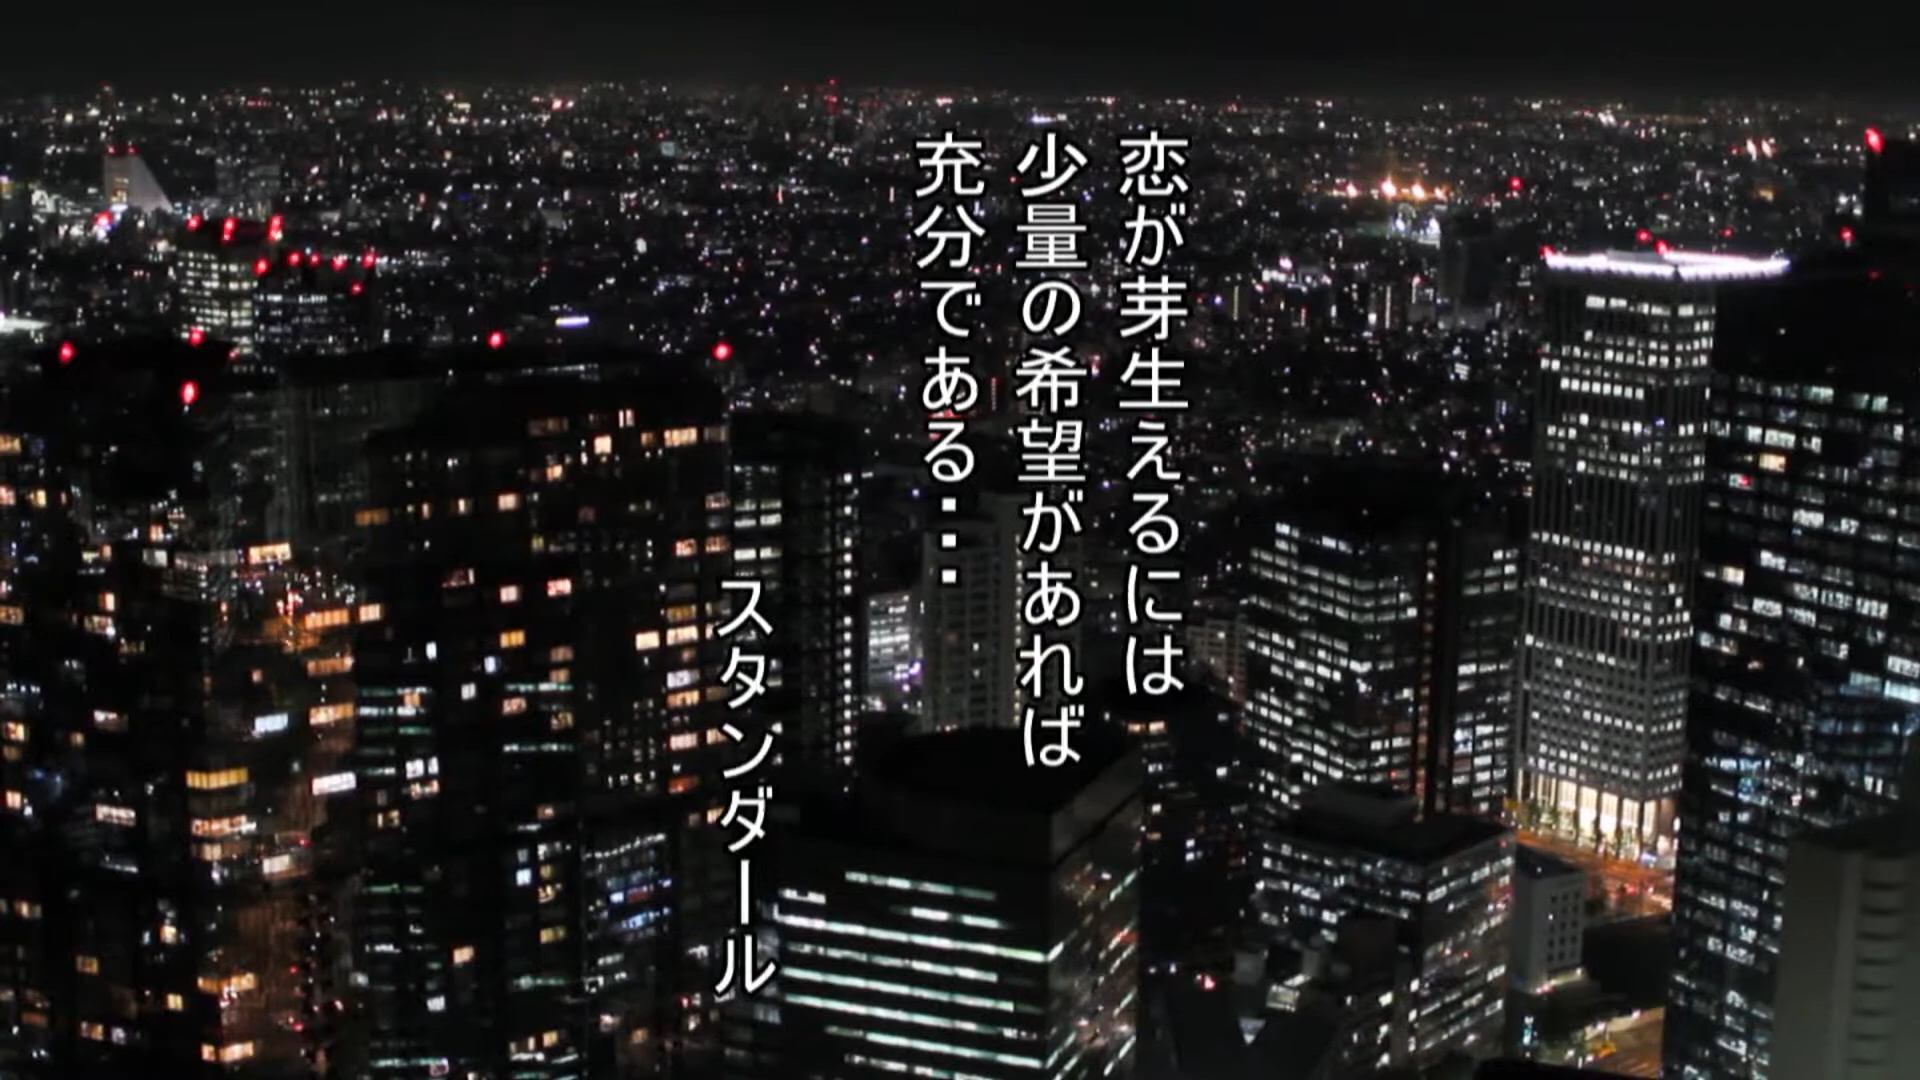 恋が芽生えるには
少量の希望があれば
充分である・・・
スタンダール